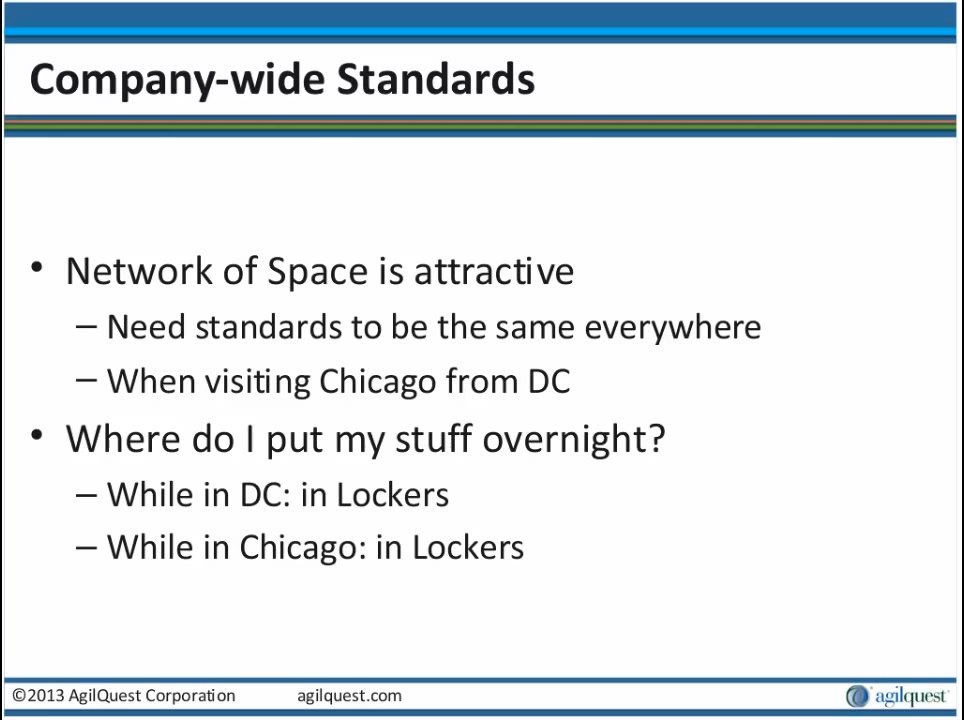 Company-wide Standards
• Network of Space is attractive
– Need standards to be the same everywhere
– When visiting Chicago from DC
• Where do I put my stuff overnight?
– While in DC: in Lockers
– While in Chicago: in Lockers
©2013 AgilQuest Corporation agilquest.com agilquest